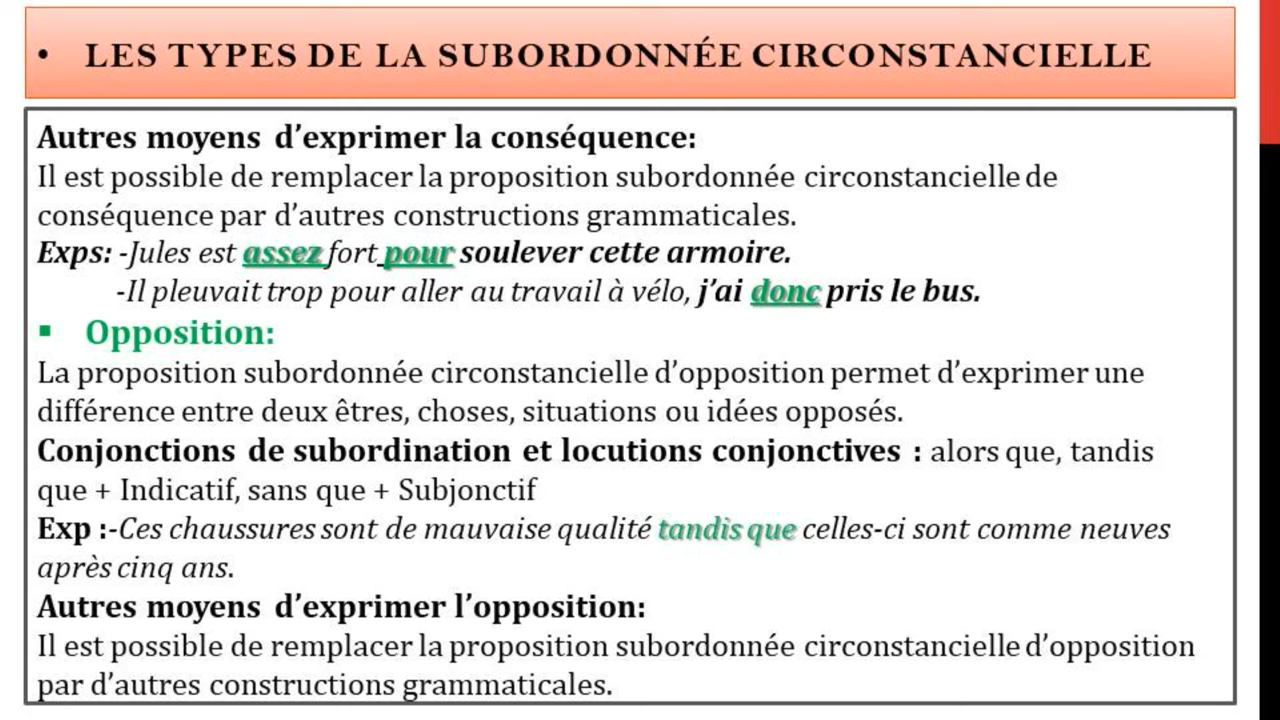 • LES TYPES DE LA SUBORDONNÉE CIRCONSTANCIELLE
Autres moyens d'exprimer la conséquence:
Il est possible de remplacer la proposition subordonnée circonstancielle de
conséquence par d'autres constructions grammaticales.
Exps: -Jules est assez fort pour soulever cette armoire.
-Il pleuvait trop pour aller au travail à vélo, j'ai donc pris le bus.
▪ Opposition:
La proposition subordonnée circonstancielle d'opposition permet d'exprimer une
différence entre deux êtres, choses, situations ou idées opposés.
Conjonctions de subordination et locutions conjonctives : alors que, tandis
que + Indicatif, sans que + Subjonctif
Exp :-Ces chaussures sont de mauvaise qualité tandis que celles-ci sont comme neuves
après cinq ans.
Autres moyens d'exprimer l'opposition:
Il est possible de remplacer la proposition subordonnée circonstancielle d'opposition
par d'autres constructions grammaticales.